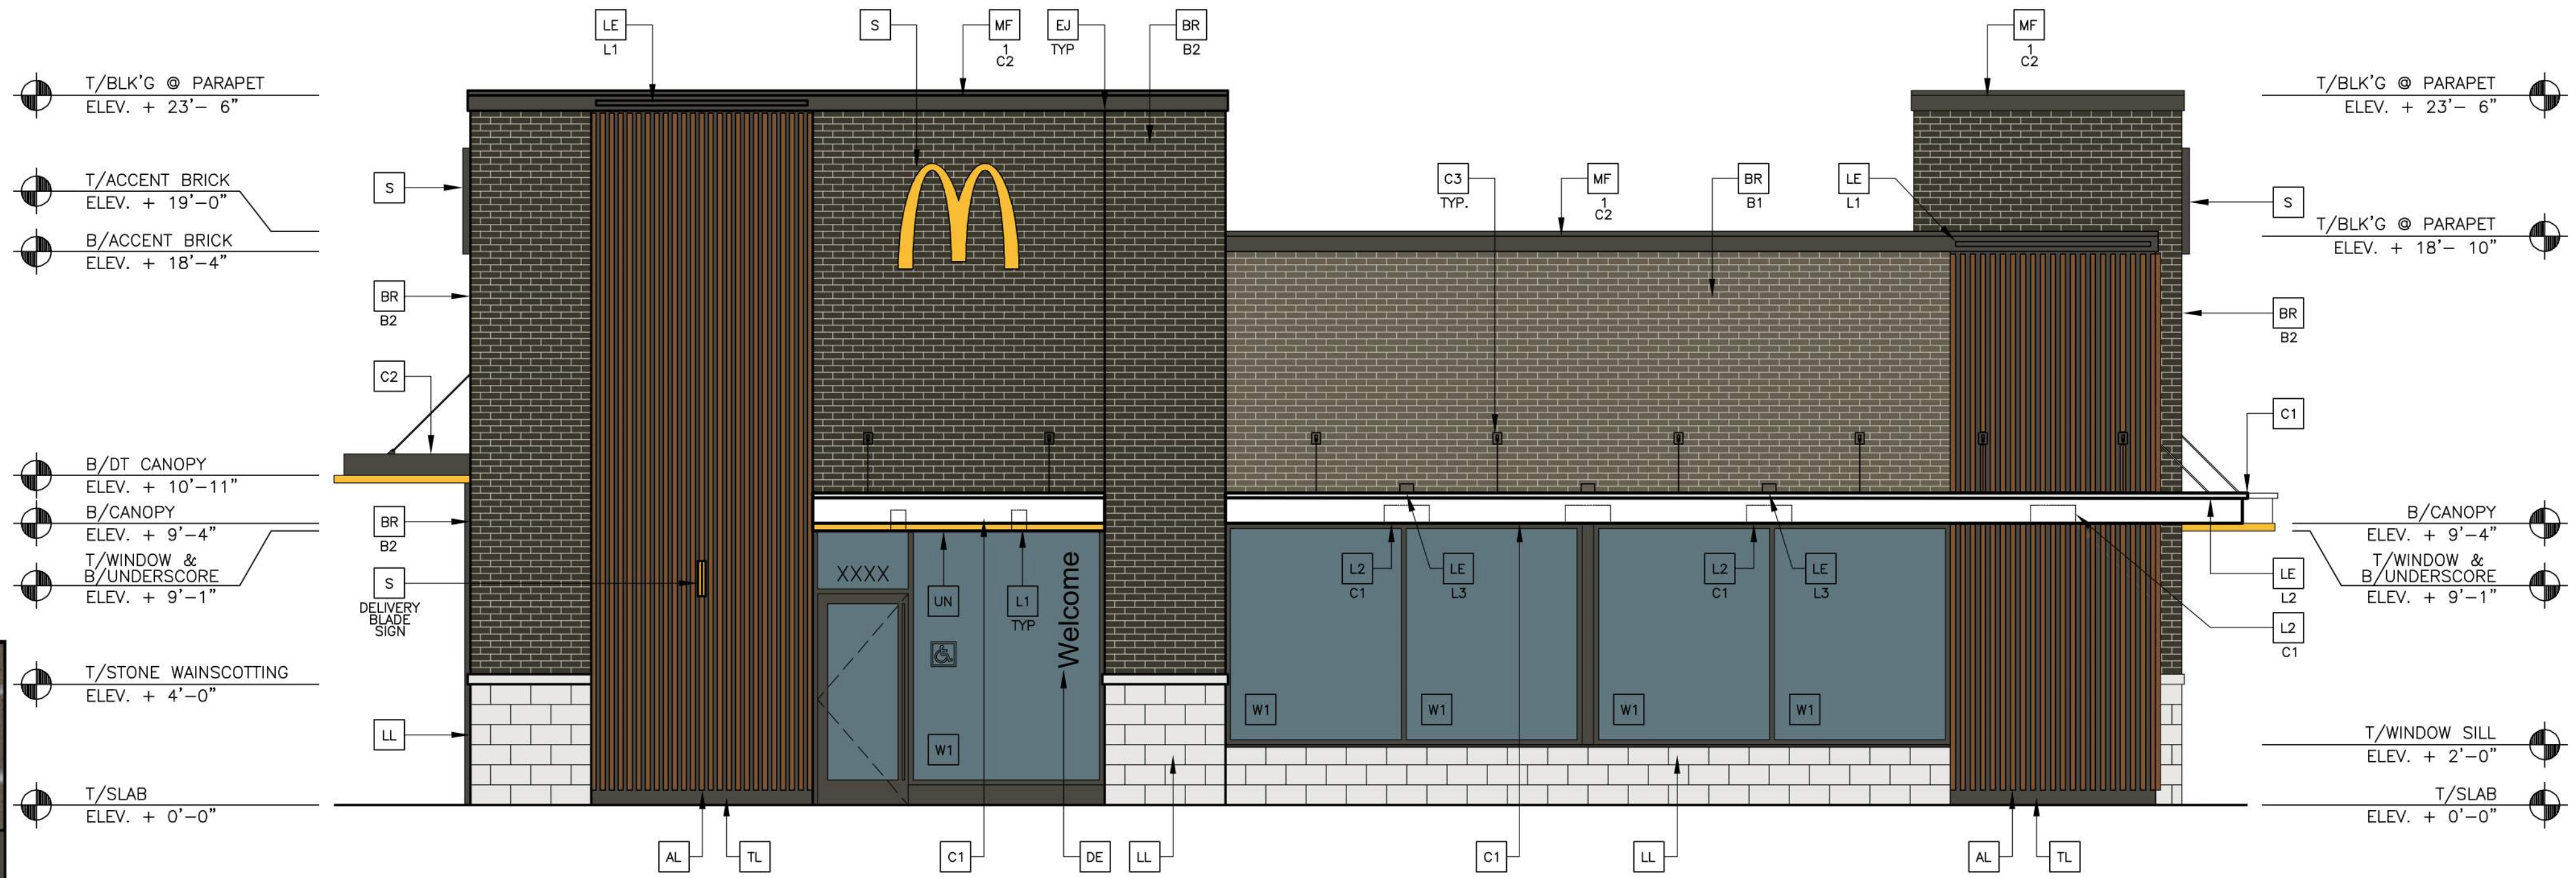 LE
L1
S
MF
1
C2
EJ
TYP
BR
B2
MF
1
C2
T/BLK'G @ PARAPET
ELEV. + 23'- 6"
T/BLK'G @ PARAPET
ELEV. + 23'- 6"
T/ACCENT BRICK
ELEV. + 19'-0"
S
C3
TYP.
MF
1
C2
BR
B1
LE
L1
S
B/ACCENT BRICK
ELEV. + 18'-4"
T/BLK'G @ PARAPET
ELEV. + 18'- 10"
BR
B2
BR
B2
C2
C1
B/DT CANOPY
ELEV. + 10'-11"
B/CANOPY
ELEV. + 9'-4"
BR
B2
B/CANOPY
ELEV. + 9'-4"
T/WINDOW &
B/UNDERSCORE
ELEV. + 9'-1"
S
DELIVERY
BLADE
SIGN
XXXX
UN
L1
TYP
Welcome
L2
C1
LE
L3
L2
C1
LE
L3
LE
L2
T/WINDOW &
B/UNDERSCORE
ELEV. + 9'-1"
L2
C1
T/STONE WAINSCOTTING
ELEV. + 4'-0"
W1
W1
W1
W1
W1
LL
T/WINDOW SILL
ELEV. + 2'-0"
T/SLAB
ELEV. + 0'-0"
T/SLAB
ELEV. + 0'-0"
AL
TL
C1
DE
LL
C1
LL
AL
TL